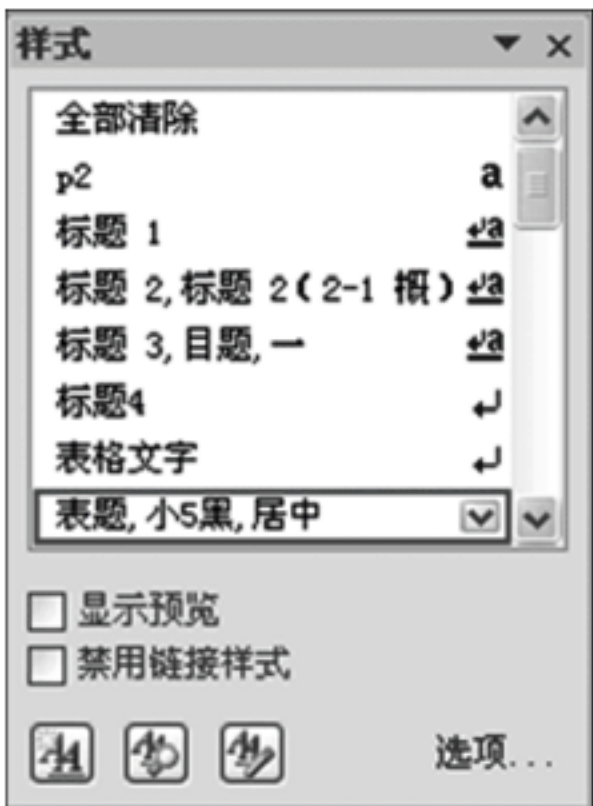 样式
全部清除
p2 a
标题 1
标题 2,标题 2(2-1 概)
标题 3,目题,一
标题4
表格文字
表题,小5黑,居中
显示预览
禁用链接样式
选项...